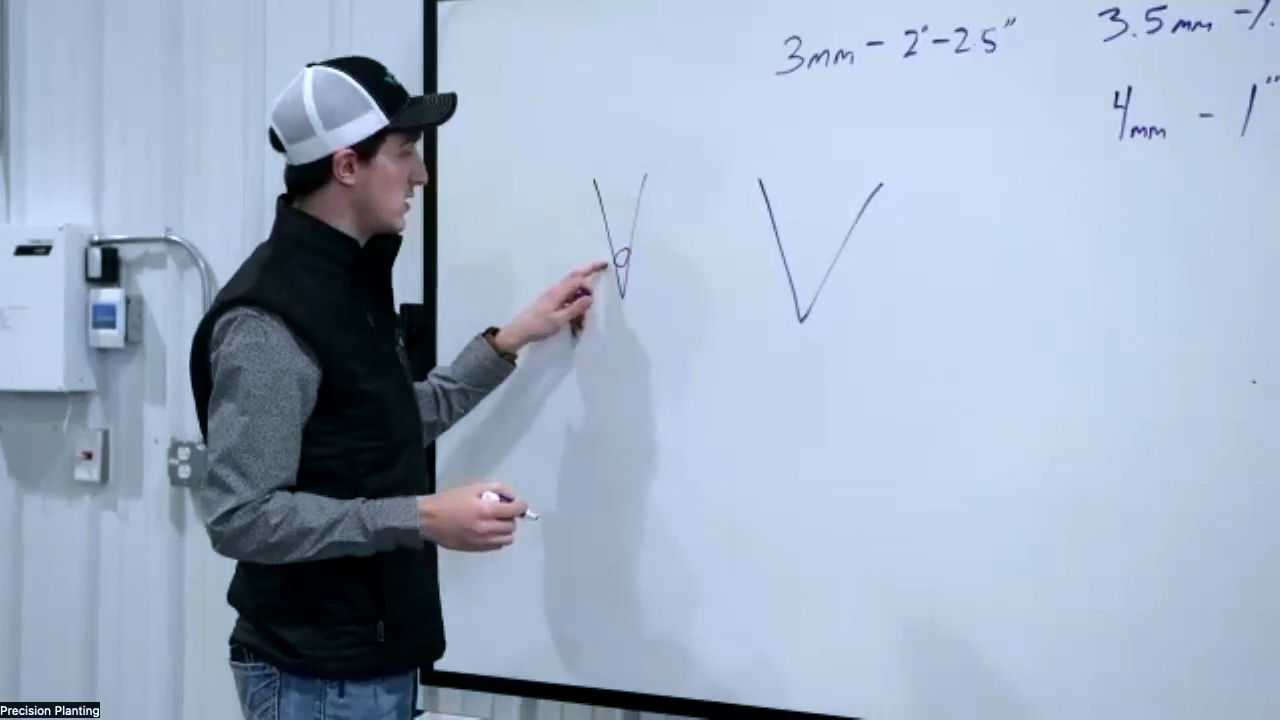 3mm - 2" - 2.5"
3.5mm -
4mm - 1"
Precision Planting